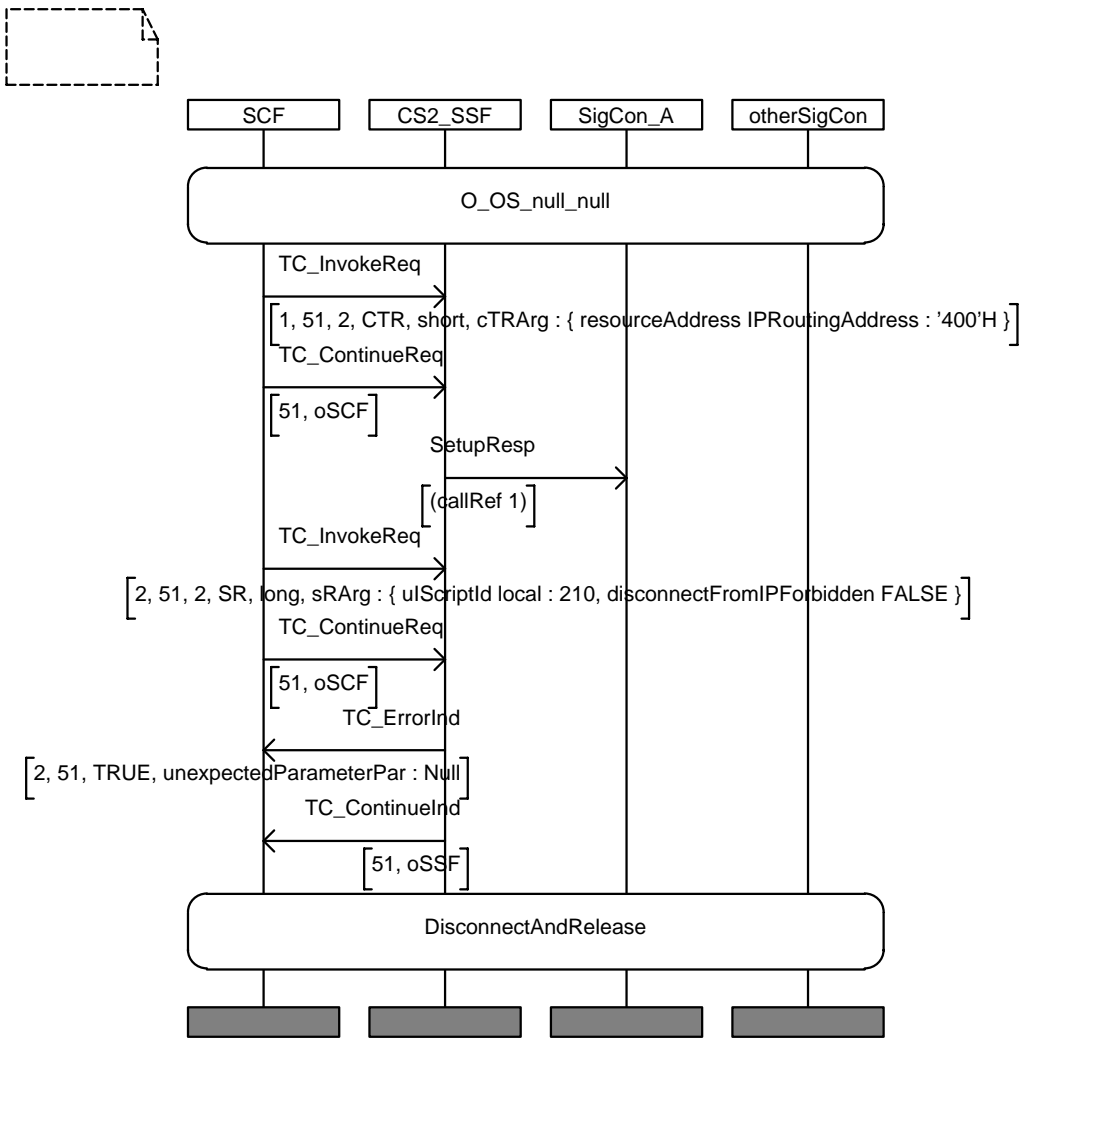 SCF CS2_SSF SigCon_A otherSigCon
O_OS_null_null
TC_InvokeReq
1, 51, 2, CTR, short, cTRArg : { resourceAddress IPRoutingAddress : ’400’H }
TC_ContinueReq
51, oSCF
SetupResp
(callRef 1)
TC_InvokeReq
2, 51, 2, SR, long, sRArg : { uIScriptId local : 210, disconnectFromIPForbidden FALSE }
TC_ContinueReq
51, oSCF
TC_ErrorInd
2, 51, TRUE, unexpectedParameterPar : Null
TC_ContinueInd
51, oSSF
DisconnectAndRelease